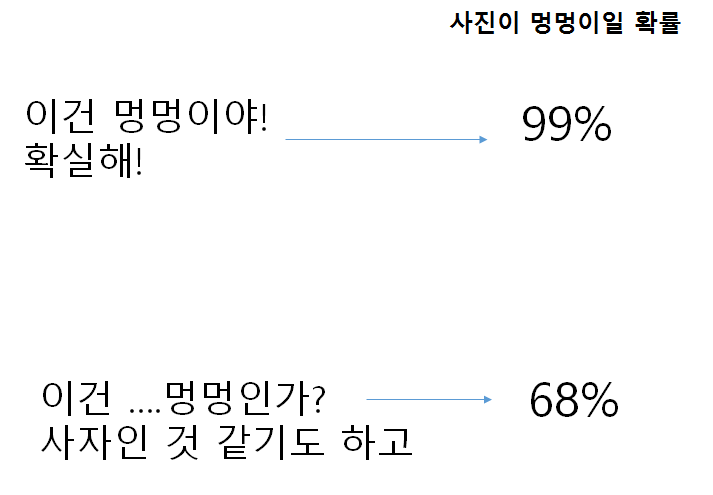 사진이 멍멍이일 확률
이건 멍멍이야!
확실해!
99%
이건 ....멍멍인가?
사자인 것 같기도 하고
68%